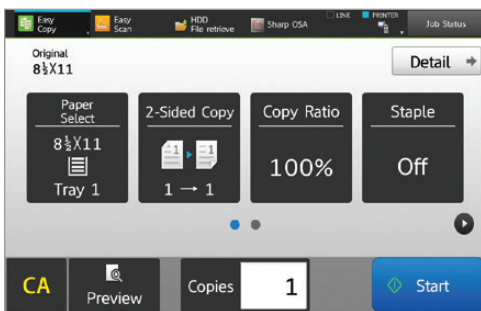 Easy
Copy
Easy
Scan
HDD
File retrieve
Sharp OSA
LINE
PRINTER
Job Status
Original
8½X11
Detail
Paper
Select
8½X11
Tray 1
2-Sided Copy
1 1
1 → 1
Copy Ratio
100%
Staple
Off
CA
Preview
Copies
1
Start